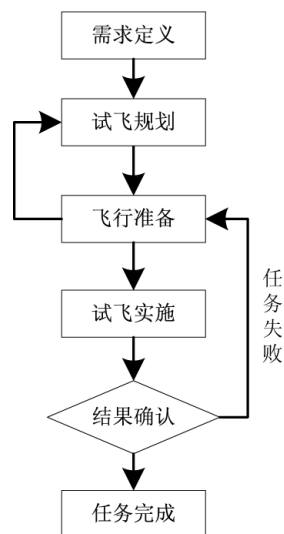 需求定义
试飞规划
飞行准备
试飞实施
任务失败
结果确认
任务完成